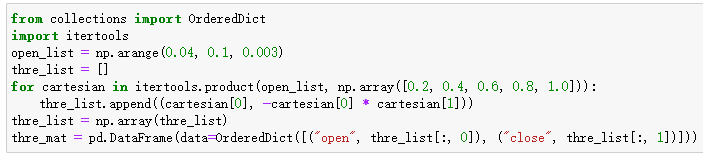 from collections import OrderedDict
import itertools
open_list = np.arange(0.04, 0.1, 0.003)
thre_list = []
for cartesian in itertools.product(open_list, np.array([0.2, 0.4, 0.6, 0.8, 1.0])):
    thre_list.append((cartesian[0], -cartesian[0] * cartesian[1]))
thre_list = np.array(thre_list)
thre_mat = pd.DataFrame(data=OrderedDict([("open", thre_list[:, 0]), ("close", thre_list[:, 1])]))